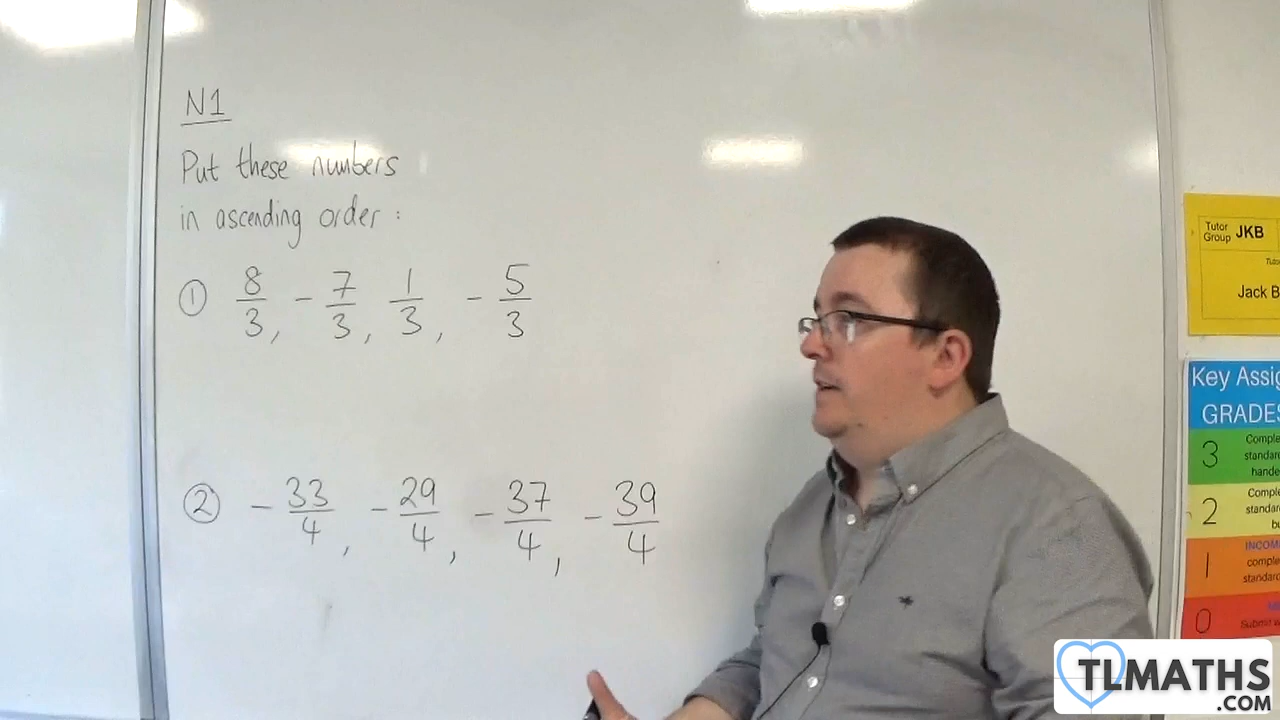 N1
Put these numbers
in ascending order :
① 8/3, - 7/3, 1/3, - 5/3
② - 33/4, - 29/4, - 37/4, - 39/4
Tutor Group JKB
Jack B
Key Assig
GRADES
3 Comple standar hande
2 Comple standar bu
1 INCOM comple standar
0 Submit w
TLMATHS
.COM